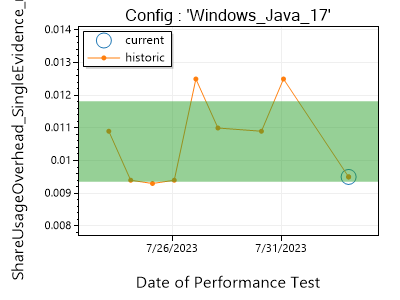 Config : 'Windows_Java_17'
ShareUsageOverhead_SingleEvidence_
0.014
0.013
0.012
0.011
0.01
0.009
0.008
current
historic
7/26/2023
7/31/2023
Date of Performance Test